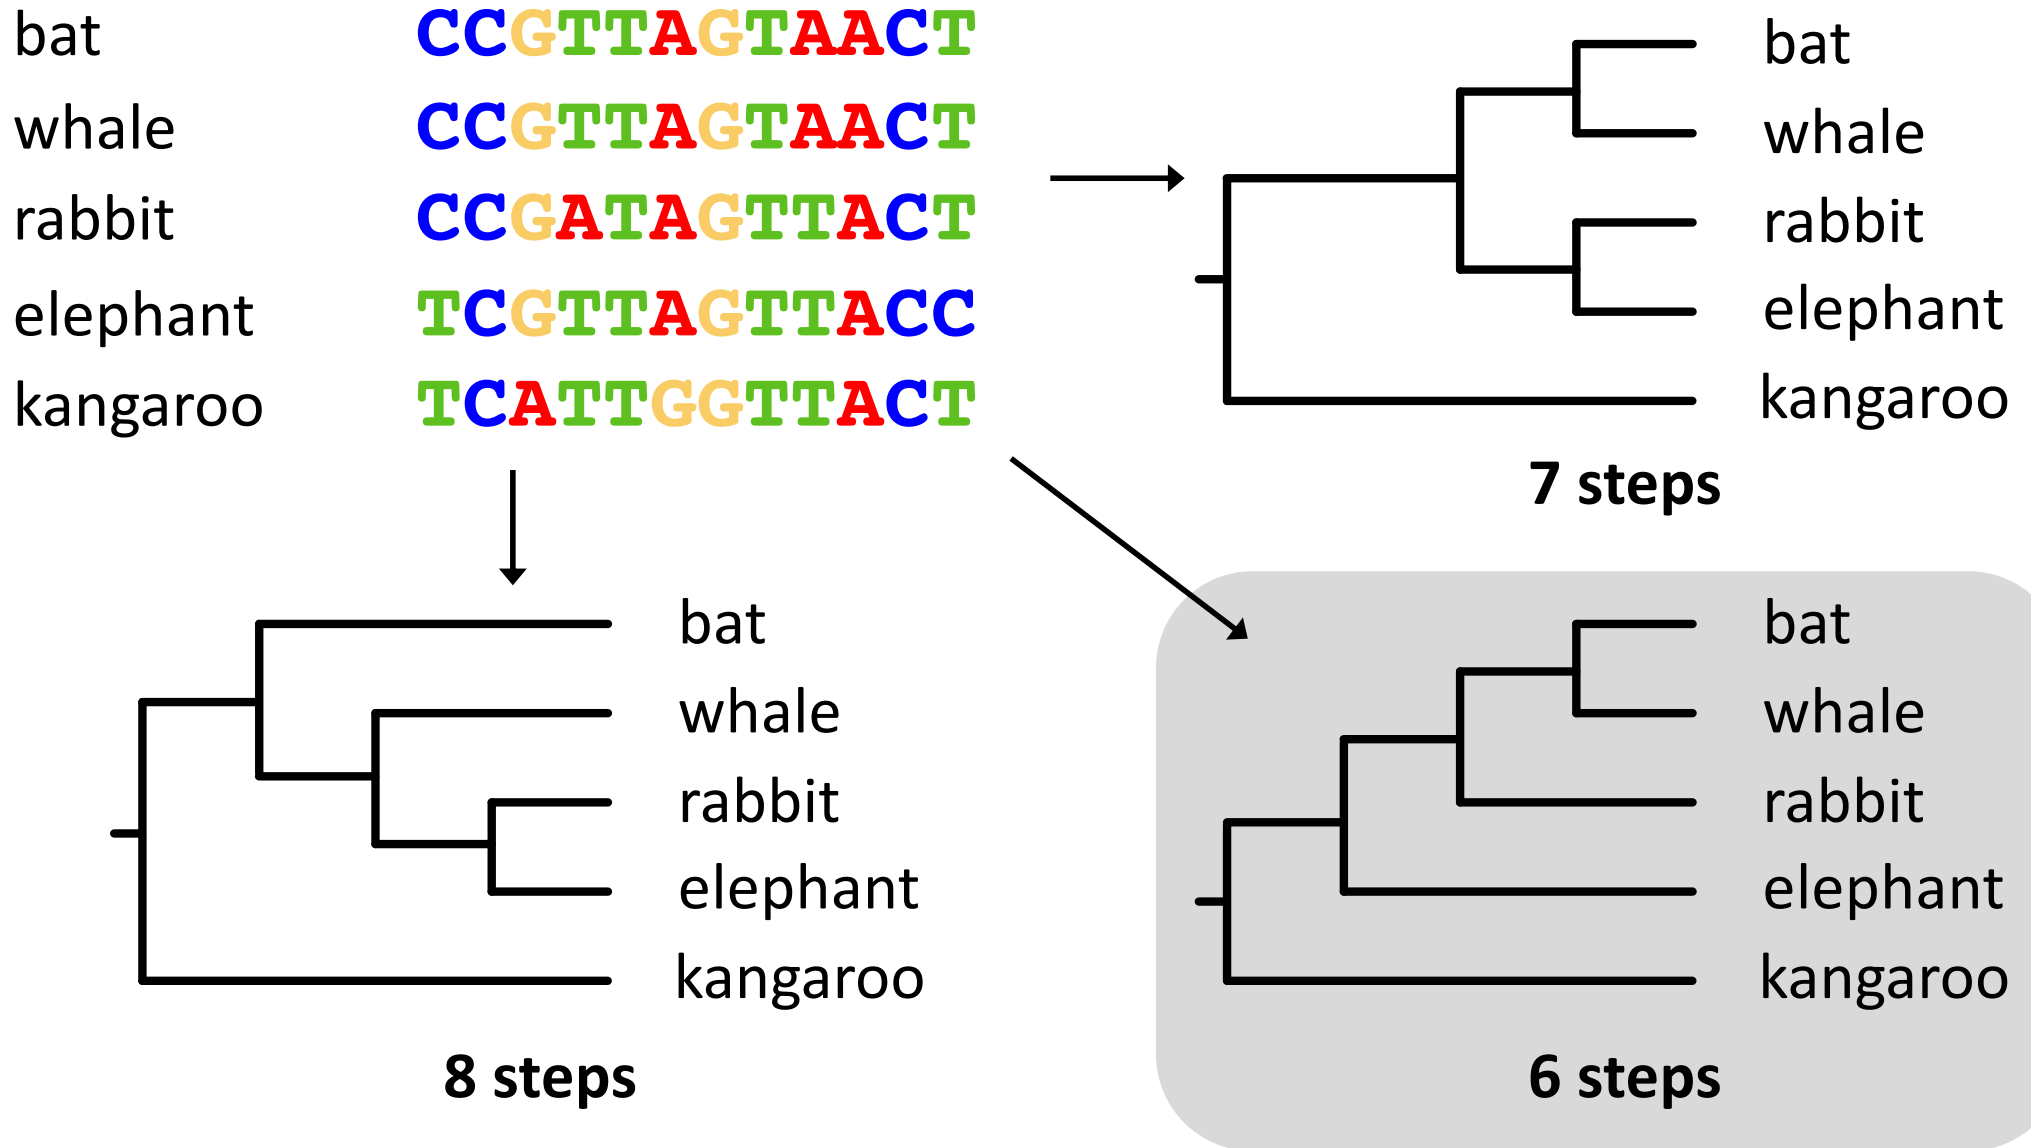 bat CCGTTAGTAACT
whale CCGTTAGTAACT
rabbit CCGATAGTTACT
elephant TCGTTAGTTACC
kangaroo TCATTGGTTACT
bat
whale
rabbit
elephant
kangaroo
7 steps
bat
whale
rabbit
elephant
kangaroo
8 steps
bat
whale
rabbit
elephant
kangaroo
6 steps